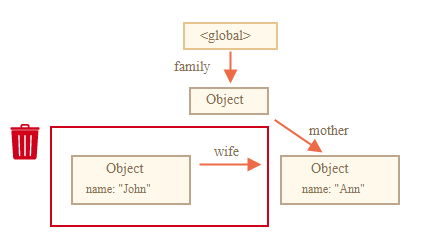 <global>
family
Object
mother
wife
Object
name: "John"
Object
name: "Ann"